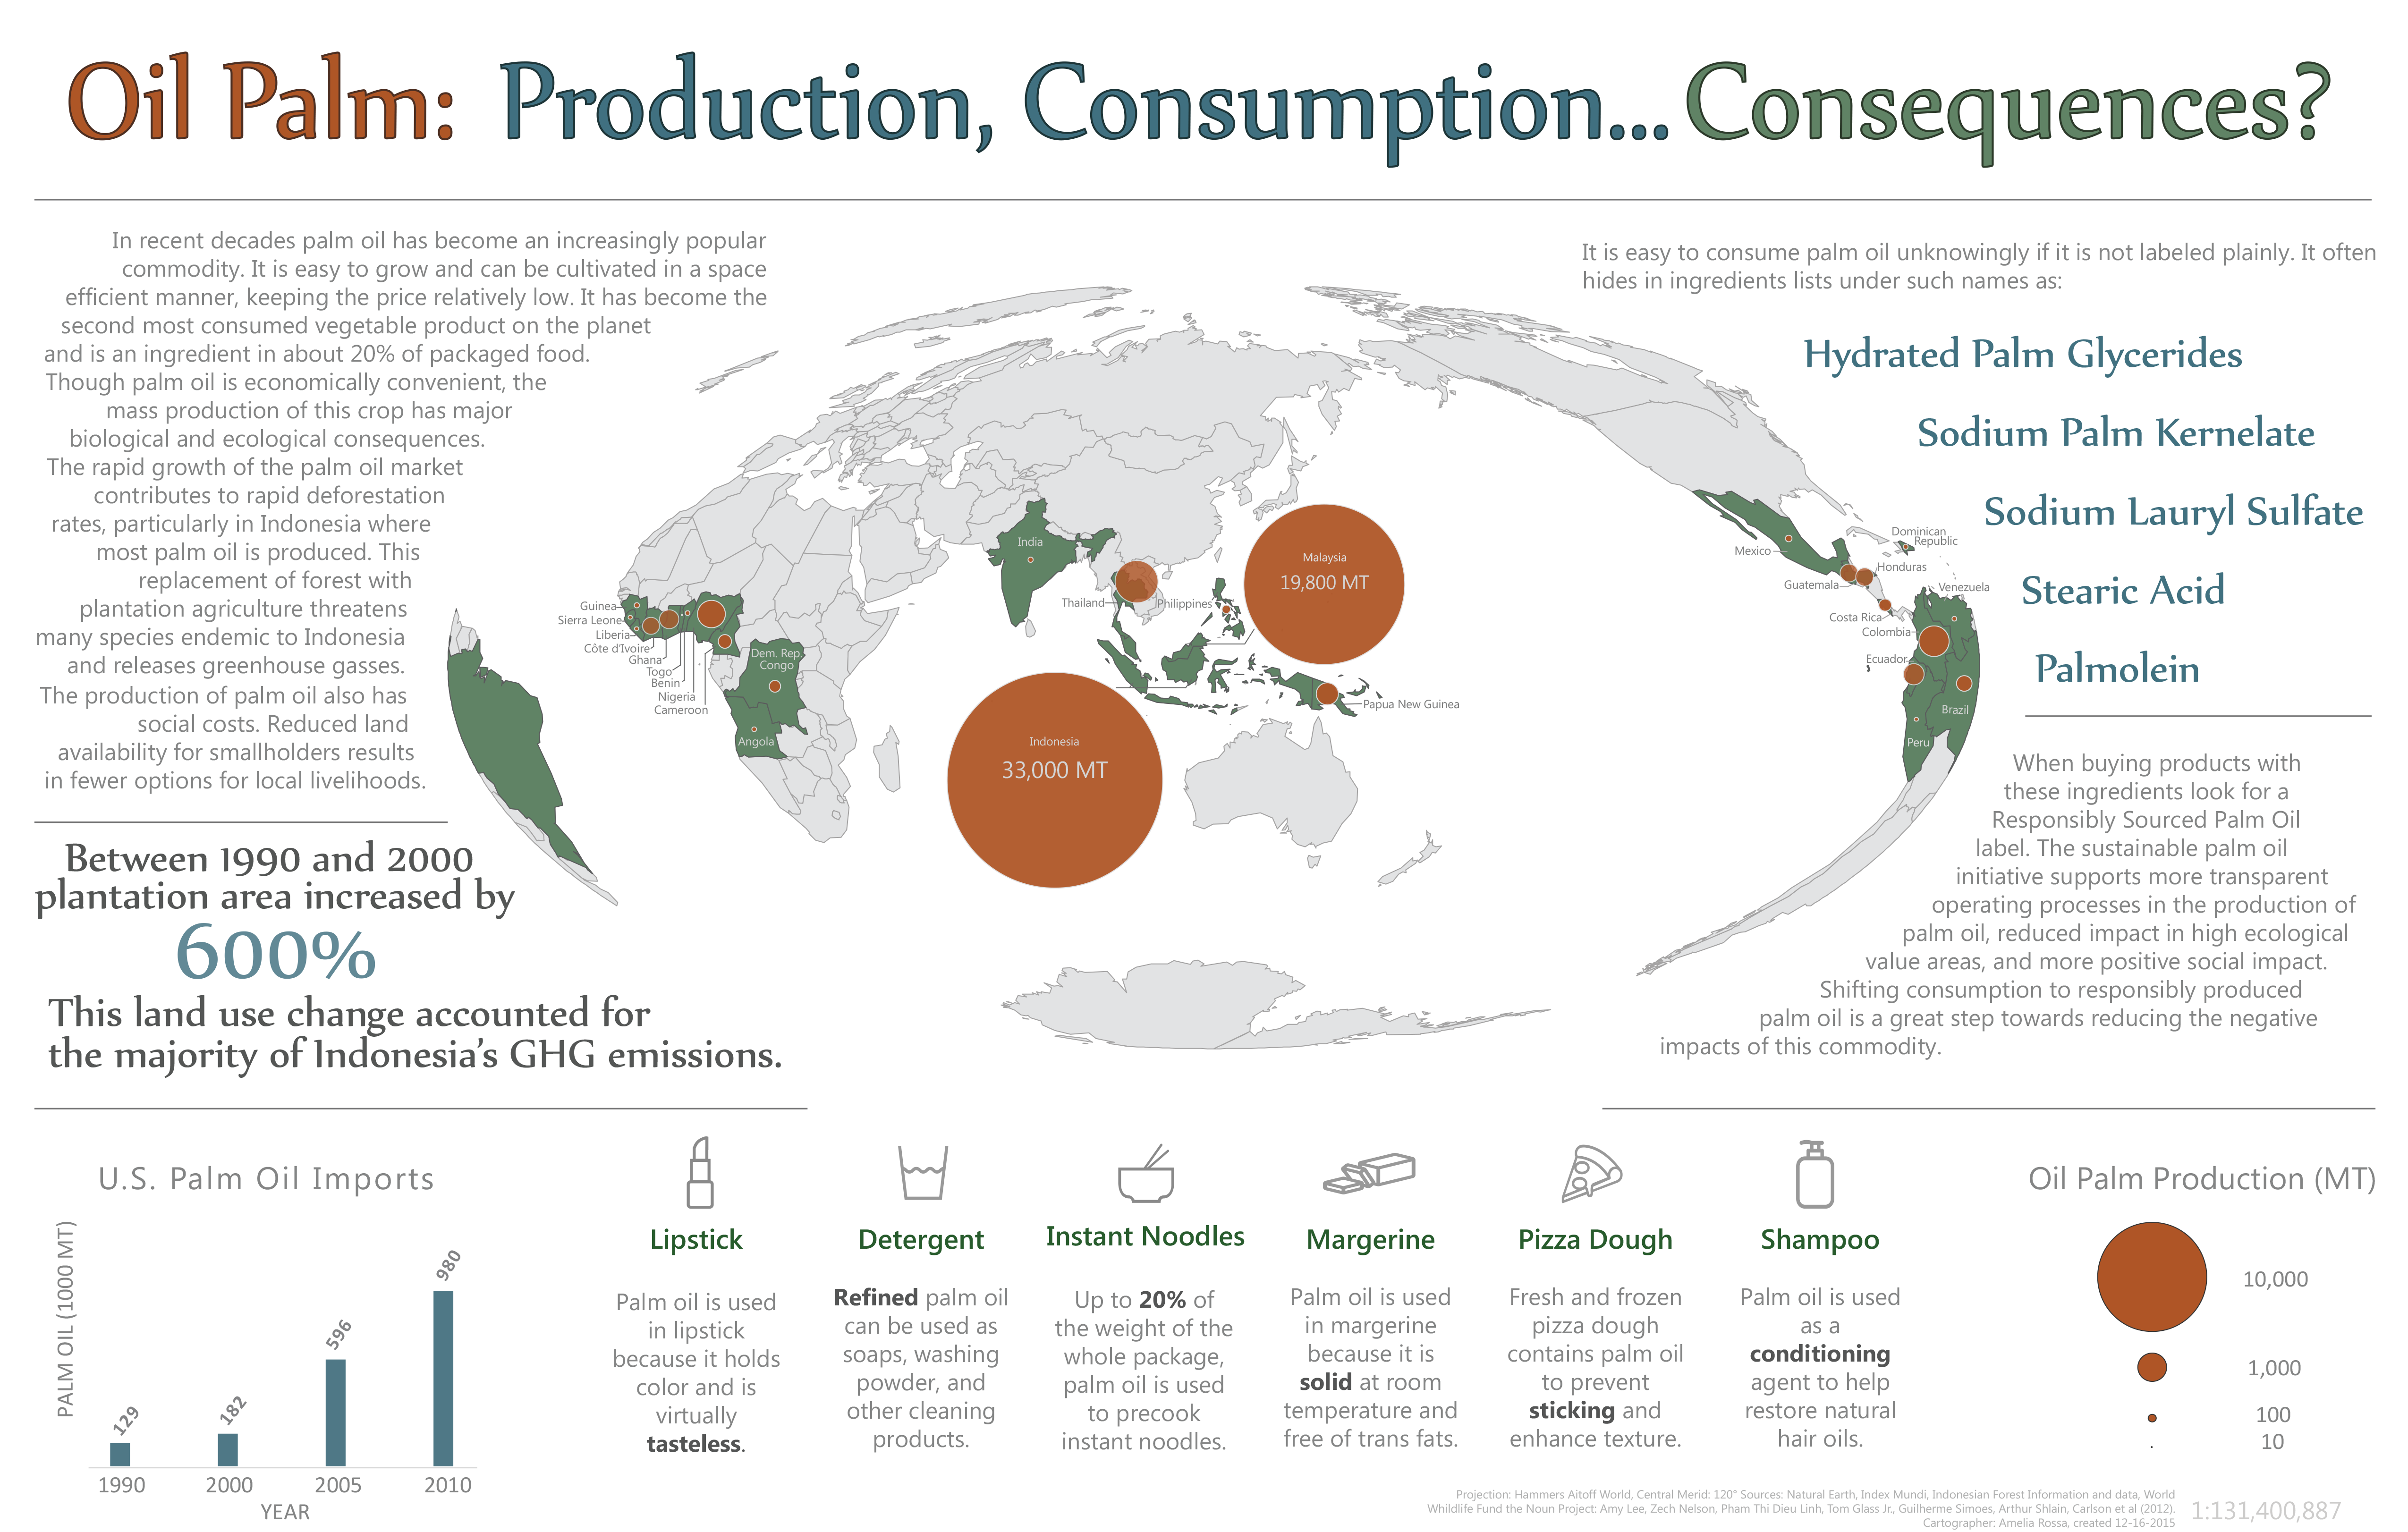 Oil Palm: Production, Consumption... Consequences?
In recent decades palm oil has become an increasingly popular
commodity. It is easy to grow and can be cultivated in a space
efficient manner, keeping the price relatively low. It has become the
second most consumed vegetable product on the planet
and is an ingredient in about 20% of packaged food.
Though palm oil is economically convenient, the
mass production of this crop has major
biological and ecological consequences.
The rapid growth of the palm oil market
contributes to rapid deforestation
rates, particularly in Indonesia where
most palm oil is produced. This
replacement of forest with
plantation agriculture threatens
many species endemic to Indonesia
and releases greenhouse gasses.
The production of palm oil also has
social costs. Reduced land
availability for smallholders results
in fewer options for local livelihoods.
Between 1990 and 2000
plantation area increased by
600%
This land use change accounted for
the majority of Indonesia's GHG emissions.
Guinea
Sierra Leone
Liberia
Côte d'Ivoire
Ghana
Togo
Benin
Nigeria
Cameroon
Dem. Rep.
Congo
Angola
India
Thailand
Philippines
Malaysia
19,800 MT
Indonesia
33,000 MT
Papua New Guinea
Mexico
Guatemala
Honduras
Dominican
Republic
Costa Rica
Colombia
Venezuela
Ecuador
Brazil
Peru
It is easy to consume palm oil unknowingly if it is not labeled plainly. It often
hides in ingredients lists under such names as:
Hydrated Palm Glycerides
Sodium Palm Kernelate
Sodium Lauryl Sulfate
Stearic Acid
Palmolein
When buying products with
these ingredients look for a
Responsibly Sourced Palm Oil
label. The sustainable palm oil
initiative supports more transparent
operating processes in the production of
palm oil, reduced impact in high ecological
value areas, and more positive social impact.
Shifting consumption to responsibly produced
palm oil is a great step towards reducing the negative
impacts of this commodity.
U.S. Palm Oil Imports
PALM OIL (1000 MT)
129
182
596
980
1990
2000
2005
2010
YEAR
Lipstick
Palm oil is used
in lipstick
because it holds
color and is
virtually
tasteless.
Detergent
Refined palm oil
can be used as
soaps, washing
powder, and
other cleaning
products.
Instant Noodles
Up to 20% of
the weight of the
whole package,
palm oil is used
to precook
instant noodles.
Margerine
Palm oil is used
in margerine
because it is
solid at room
temperature and
free of trans fats.
Pizza Dough
Fresh and frozen
pizza dough
contains palm oil
to prevent
sticking and
enhance texture.
Shampoo
Palm oil is used
as a
conditioning
agent to help
restore natural
hair oils.
Oil Palm Production (MT)
10,000
1,000
100
10
Projection: Hammers Aitoff World, Central Merid: 120° Sources: Natural Earth, Index Mundi, Indonesian Forest Information and data, World
Whildlife Fund the Noun Project: Amy Lee, Zech Nelson, Pham Thi Dieu Linh, Tom Glass Jr., Guilherme Simoes, Arthur Shlain, Carlson et al (2012).
Cartographer: Amelia Rossa, created 12-16-2015
1:131,400,887